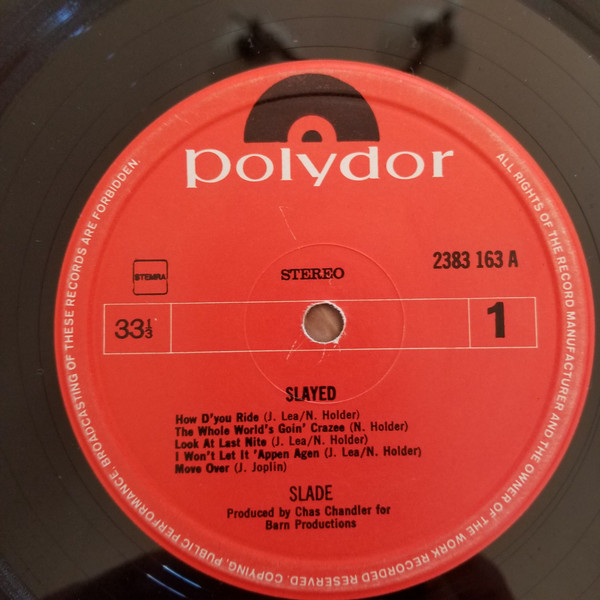 polydor
STEREO
2383 163 A
STEMRA
33⅓
1
SLAYED
How D'you Ride (J. Lea/N. Holder)
The Whole World's Goin' Crazee (N. Holder)
Look At Last Nite (J. Lea/N. Holder)
I Won't Let It 'Appen Agen (J. Lea/N. Holder)
Move Over (J. Joplin)
SLADE
Produced by Chas Chandler for
Barn Productions
ALL RIGHTS OF THE RECORD MANUFACTURER AND THE OWNER OF THE WORK RECORDED RESERVED. COPYING, PUBLIC PERFORMANCE, BROADCASTING OF THESE RECORDS ARE FORBIDDEN.